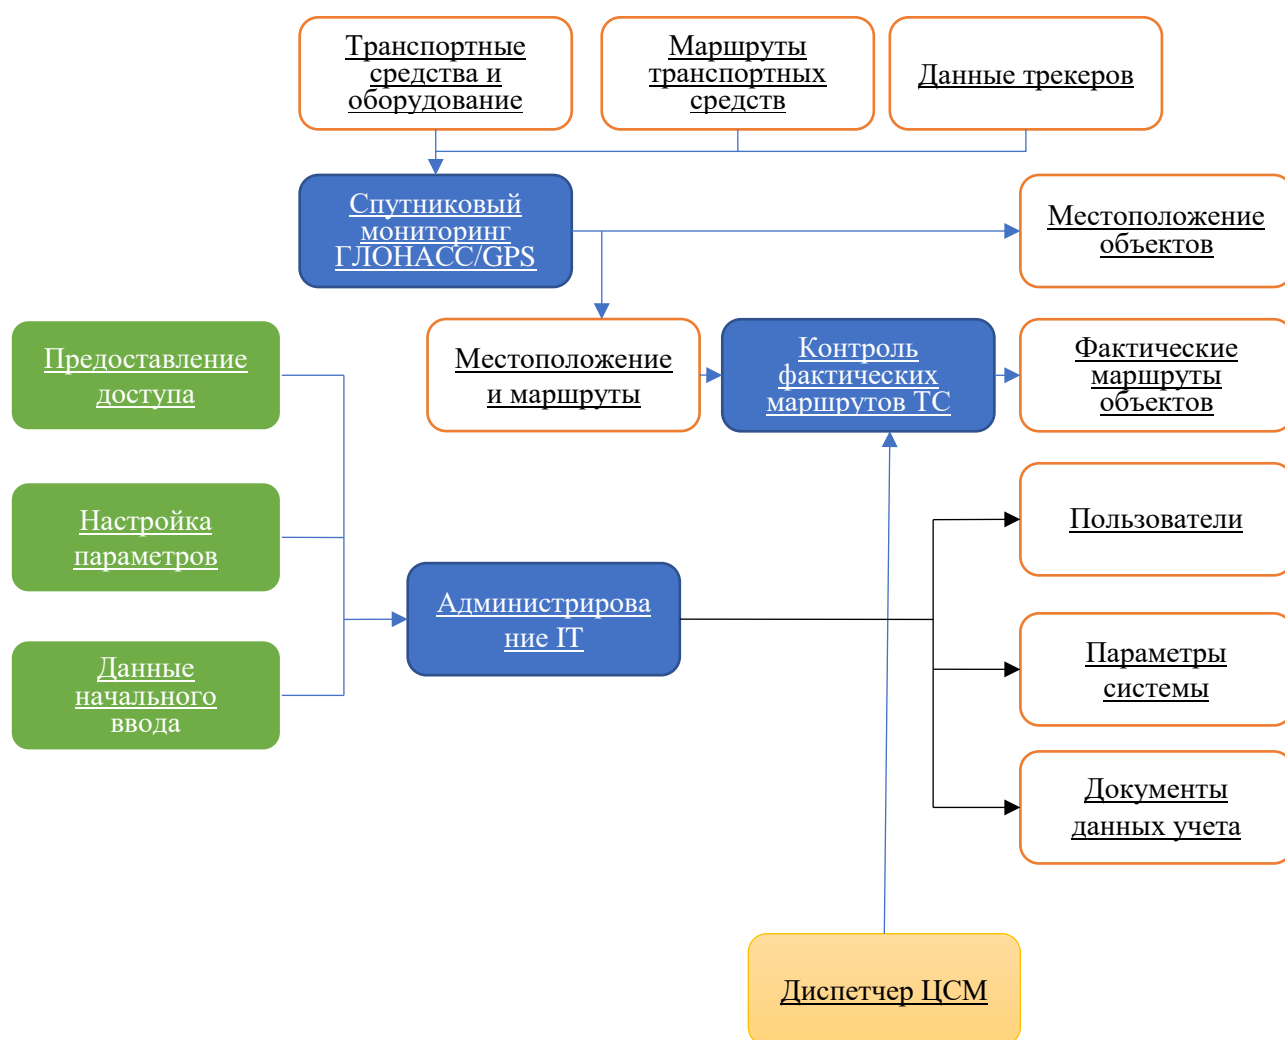 Транспортные
средства и
оборудование
Маршруты
транспортных
средств
Данные трекеров
Спутниковый
мониторинг
ГЛОНАСС/GPS
Местоположение
объектов
Предоставление
доступа
Местоположение
и маршруты
Контроль
фактических
маршрутов ТС
Фактические
маршруты
объектов
Настройка
параметров
Пользователи
Администрирова
ние IT
Данные
начального
ввода
Параметры
системы
Документы
данных учета
Диспетчер ЦСМ